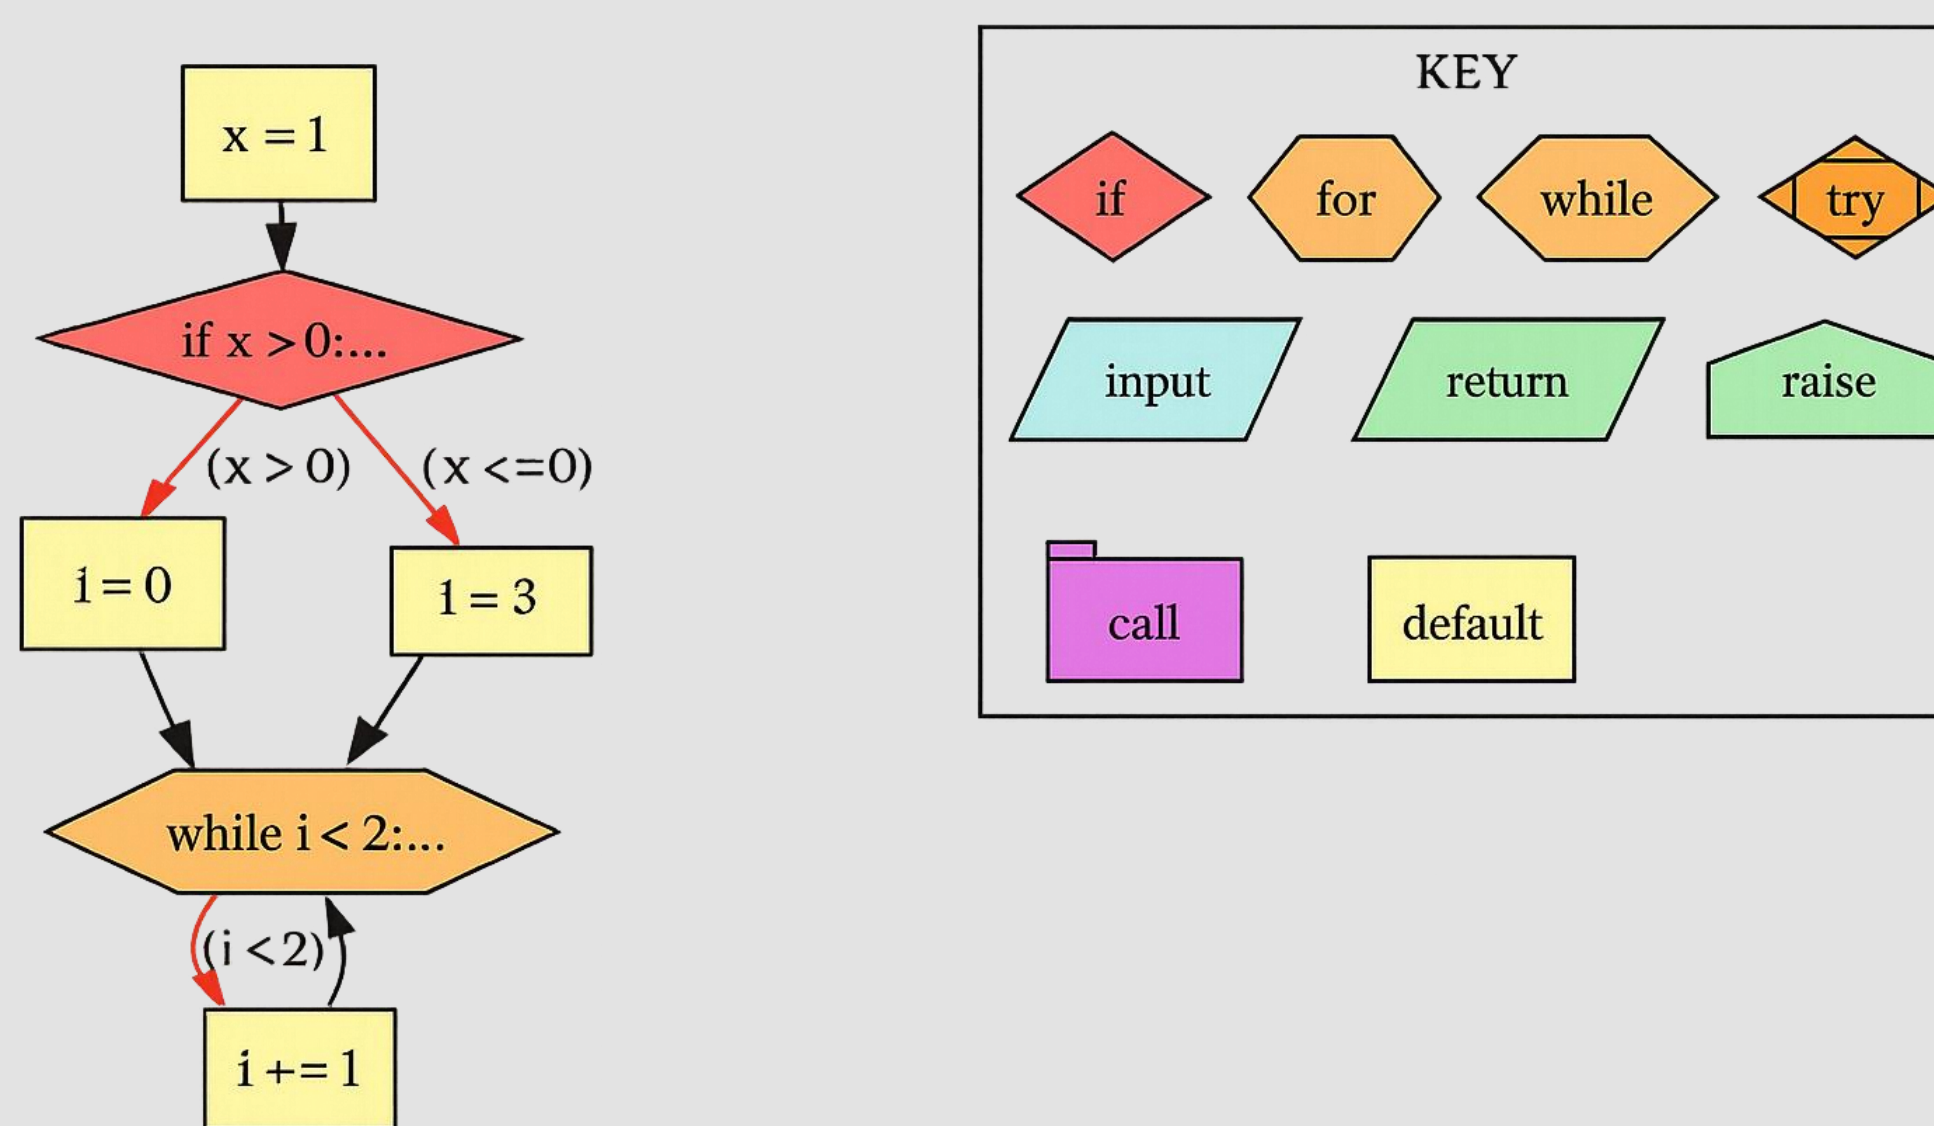 x = 1
if x > 0:...
(x > 0)
(x <=0)
i = 0
i = 3
while i < 2:...
(i < 2)
i += 1
KEY
if
for
while
try
input
return
raise
call
default